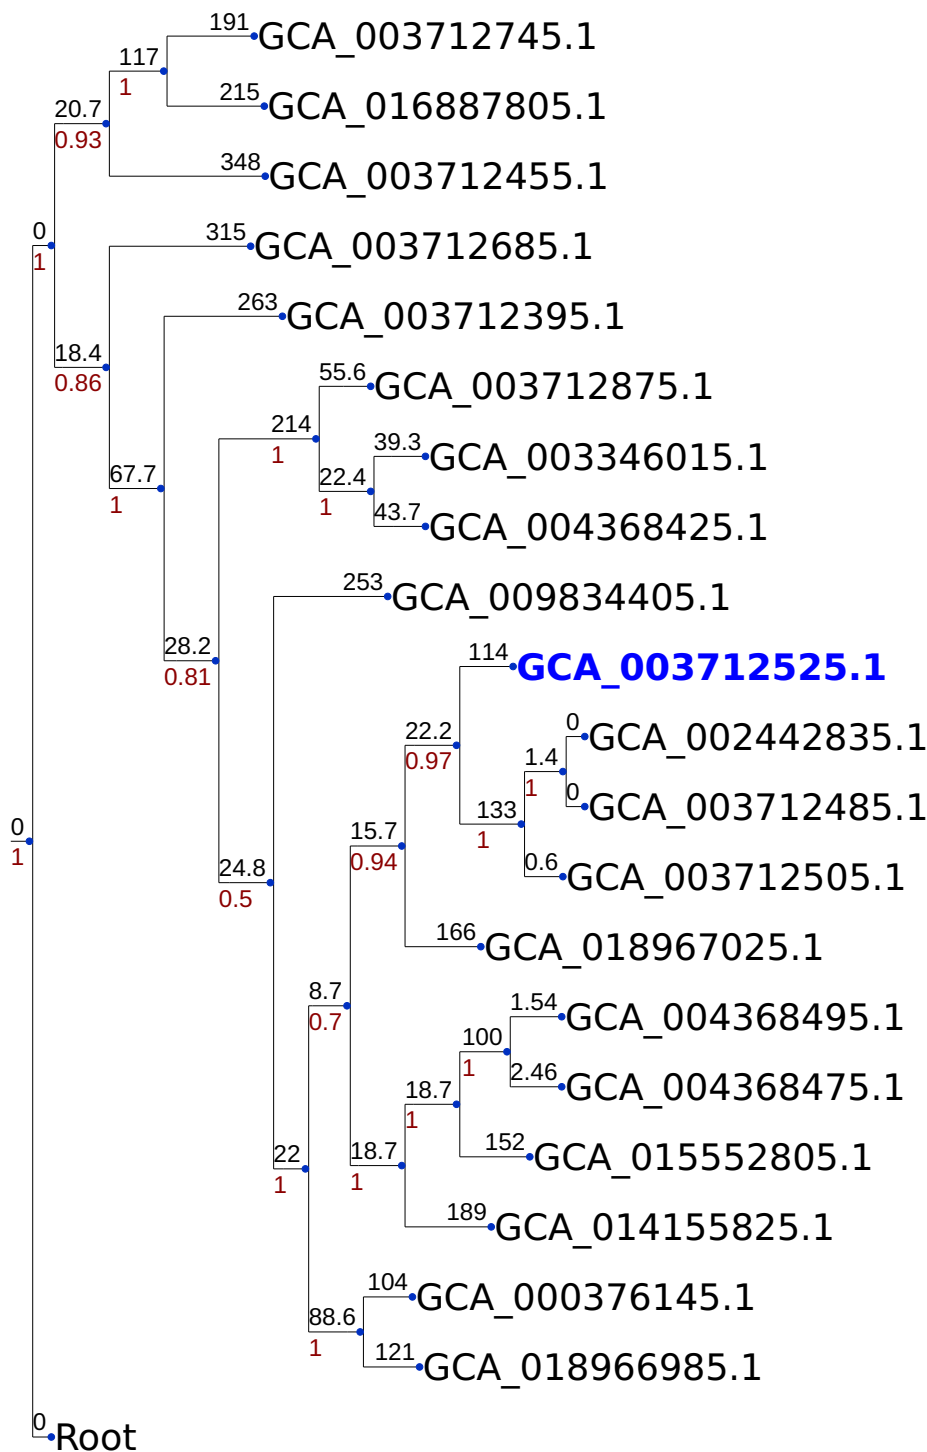 191
GCA_003712745.1
117
1
215
GCA_016887805.1
20.7
0.93
348
GCA_003712455.1
0
1
315
GCA_003712685.1
263
GCA_003712395.1
18.4
0.86
55.6
GCA_003712875.1
214
1
39.3
GCA_003346015.1
67.7
1
22.4
1
43.7
GCA_004368425.1
253
GCA_009834405.1
28.2
0.81
114
GCA_003712525.1
22.2
0.97
0
GCA_002442835.1
1.4
1
0
GCA_003712485.1
133
1
0
1
15.7
0.94
0.6
GCA_003712505.1
24.8
0.5
166
GCA_018967025.1
8.7
0.7
1.54
GCA_004368495.1
100
1
2.46
GCA_004368475.1
18.7
1
152
GCA_015552805.1
22
1
18.7
1
189
GCA_014155825.1
104
GCA_000376145.1
88.6
1
121
GCA_018966985.1
0
Root